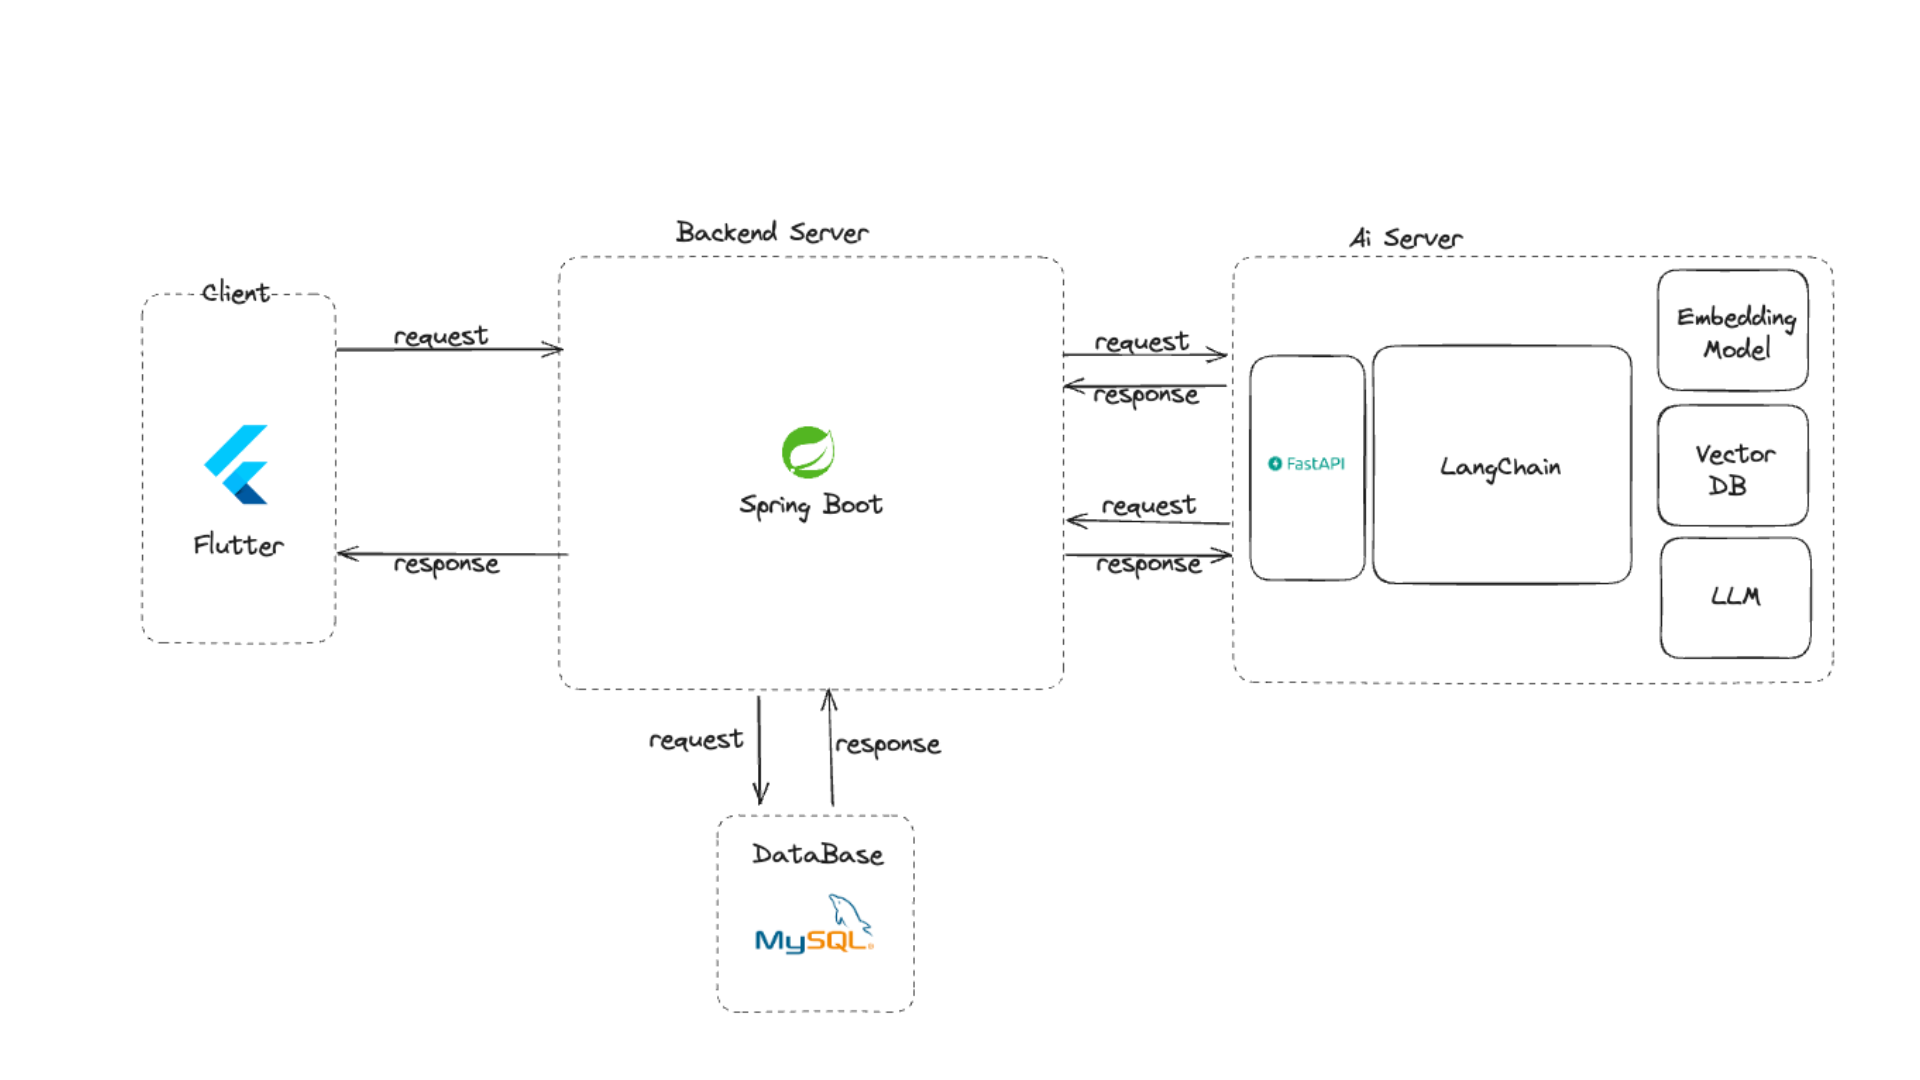 Backend Server
Ai Server
Client
request
response
Flutter
Spring Boot
request
response
request
response
FastAPI
LangChain
Embedding
Model
Vector
DB
LLM
request
response
DataBase
MySQL